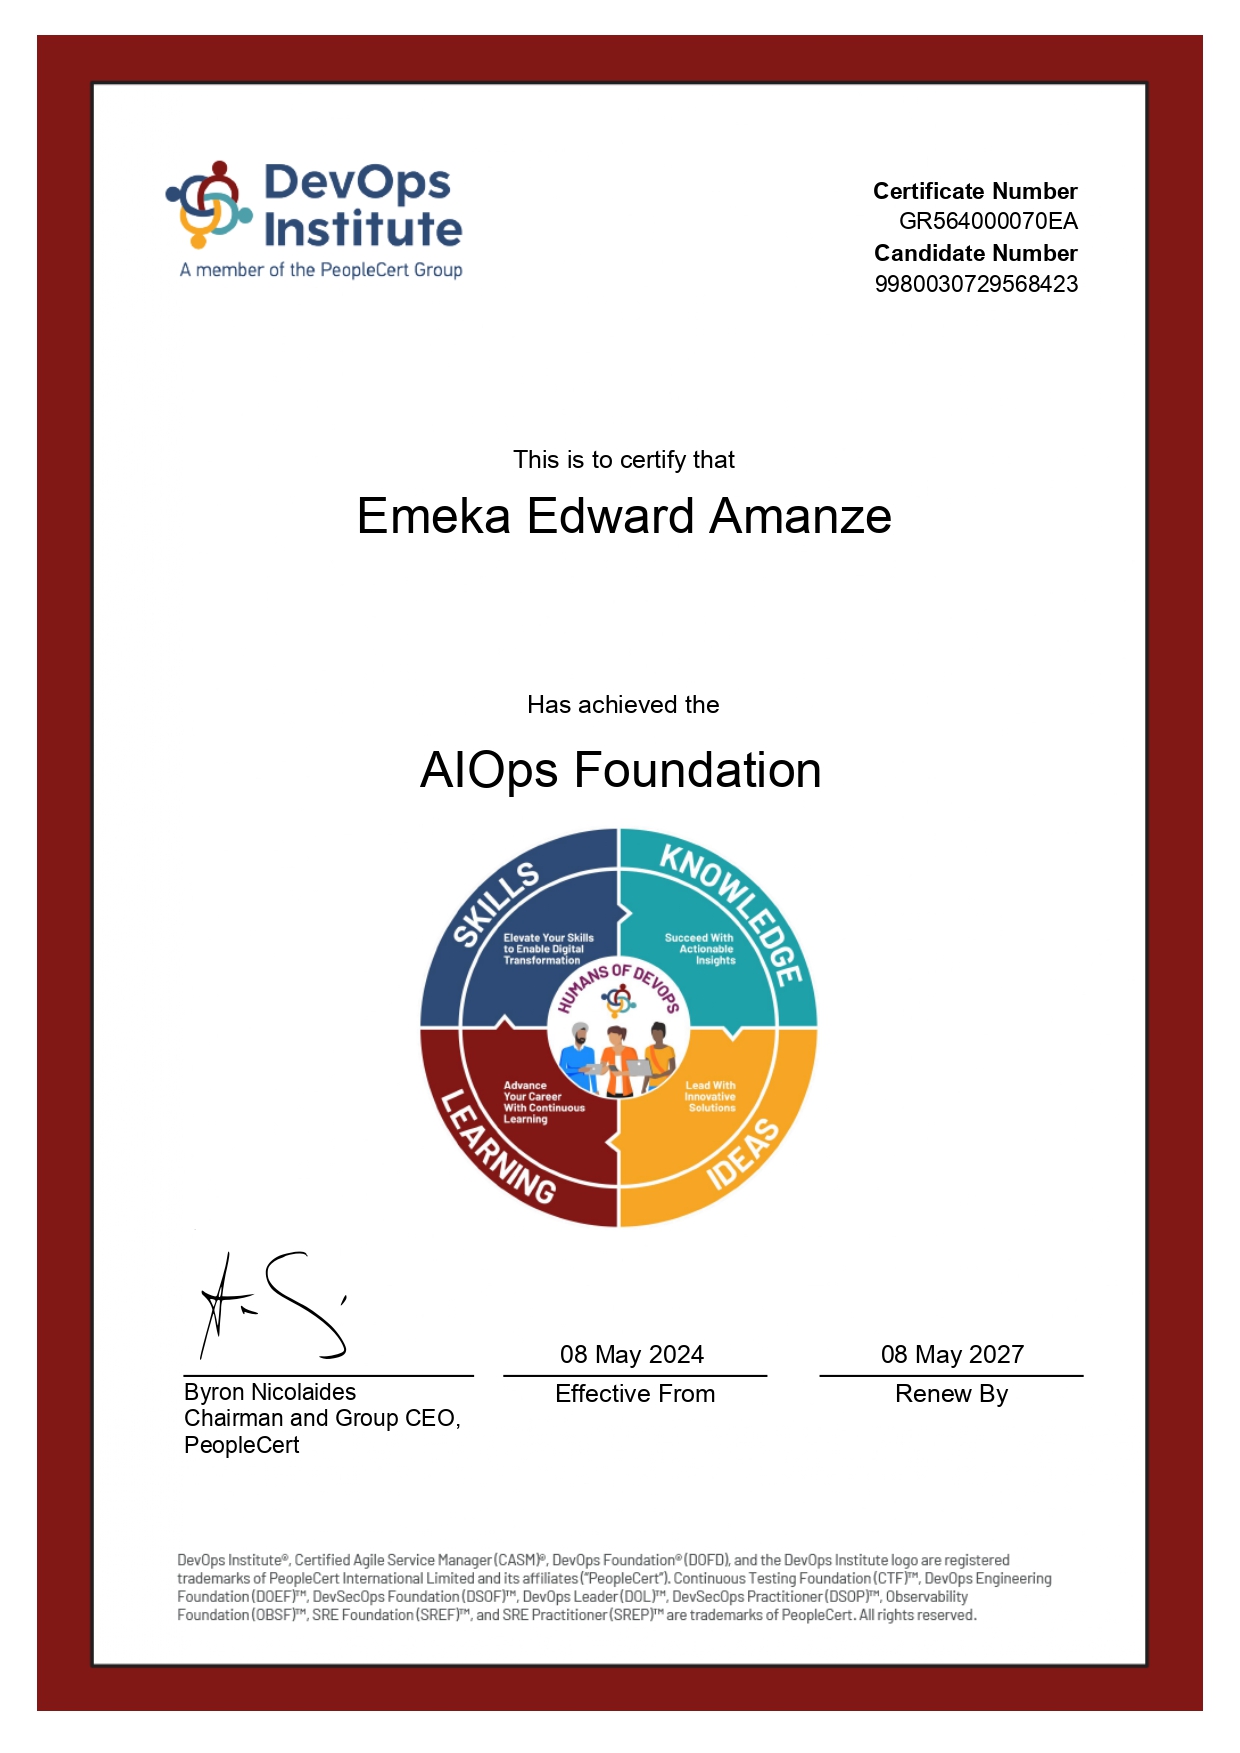 DevOps
Institute
A member of the PeopleCert Group
Certificate Number
GR564000070EA
Candidate Number
9980030729568423
This is to certify that
Emeka Edward Amanze
Has achieved the
AIOps Foundation
SKILLS
KNOWLEDGE
Elevate Your Skills
to Enable Digital
Transformation
Succeed With
Actionable
Insights
HUMANS OF DEVOPS
Advance
Your Career
With Continuous
Learning
Lead With
Innovative
Solutions
LEARNING
IDEAS
08 May 2024
08 May 2027
Byron Nicolaides
Chairman and Group CEO,
PeopleCert
Effective From
Renew By
DevOps Institute®, Certified Agile Service Manager (CASM)®, DevOps Foundation® (DOFD), and the DevOps Institute logo are registered
trademarks of PeopleCert International Limited and its affiliates (“PeopleCert”). Continuous Testing Foundation (CTF)™, DevOps Engineering
Foundation (DOEF)™, DevSecOps Foundation (DSOF)™, DevOps Leader (DOL)™, DevSecOps Practitioner (DSOP)™, Observability
Foundation (OBSF)™, SRE Foundation (SREF)™, and SRE Practitioner (SREP)™ are trademarks of PeopleCert. All rights reserved.